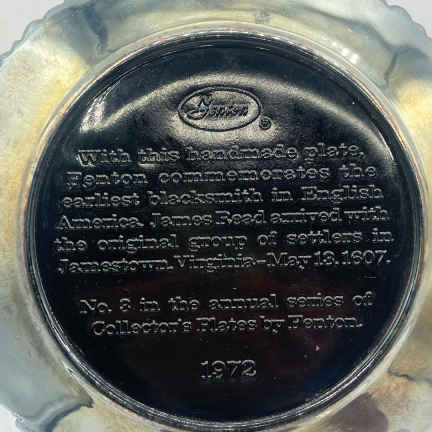 Fenton ®
With this handmade plate,
Fenton commemorates the
earliest blacksmith in English
America. James Read arrived with
the original group of settlers in
Jamestown, Virginia-May 13, 1607.
No. 3 in the annual series of
Collector's Plates by Fenton.
1972